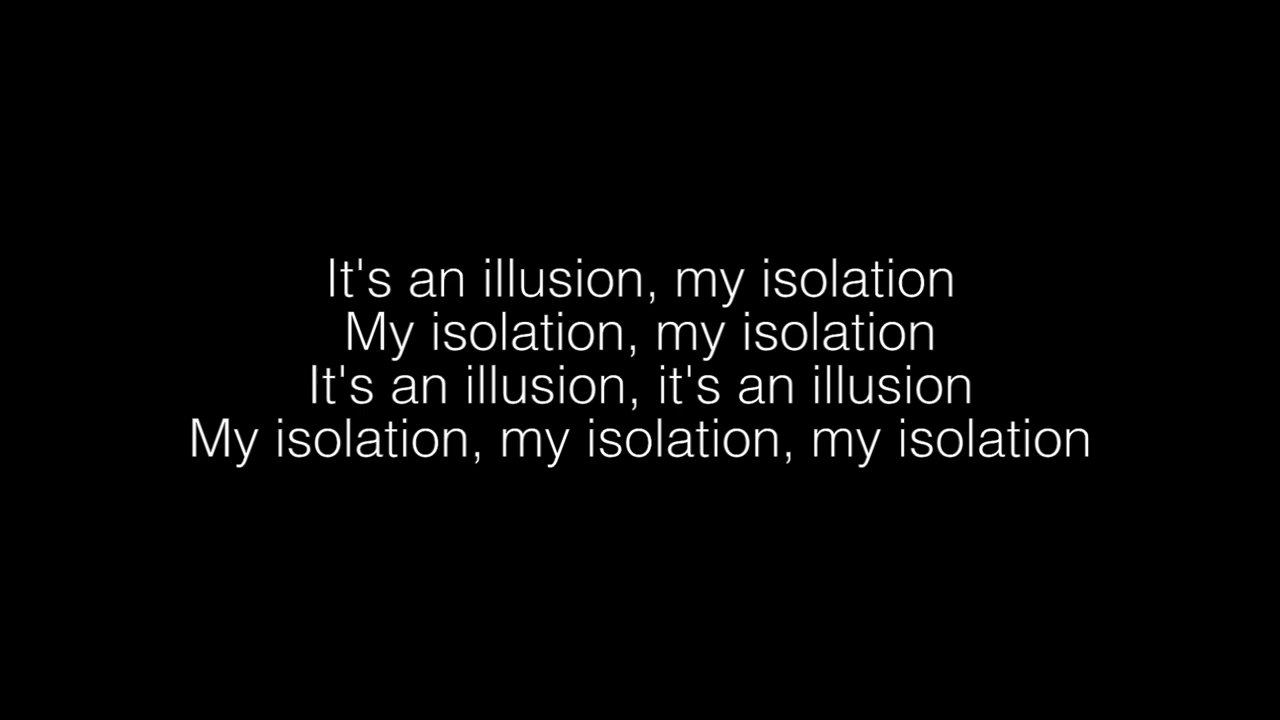 It's an illusion, my isolation
My isolation, my isolation
It's an illusion, it's an illusion
My isolation, my isolation, my isolation